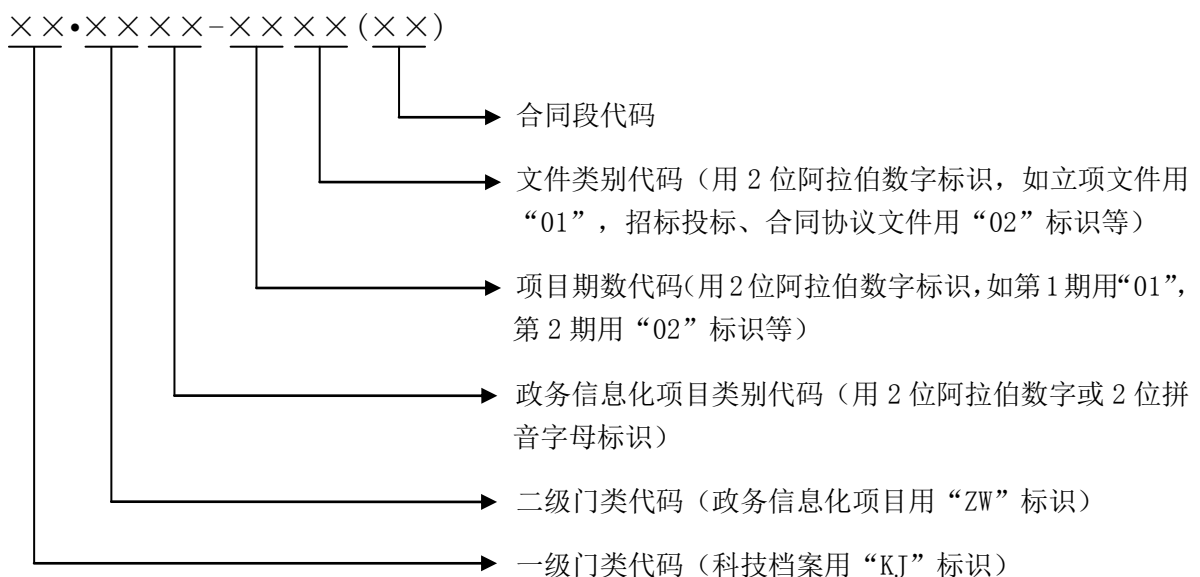 ××•××××-××××(××)
合同段代码
文件类别代码（用 2 位阿拉伯数字标识，如立项文件用
“01”，招标投标、合同协议文件用“02”标识等）
项目期数代码(用2位阿拉伯数字标识,如第1期用“01”,
第 2 期用“02”标识等）
政务信息化项目类别代码（用 2 位阿拉伯数字或 2 位拼
音字母标识）
二级门类代码（政务信息化项目用“ZW”标识）
一级门类代码（科技档案用“KJ”标识）